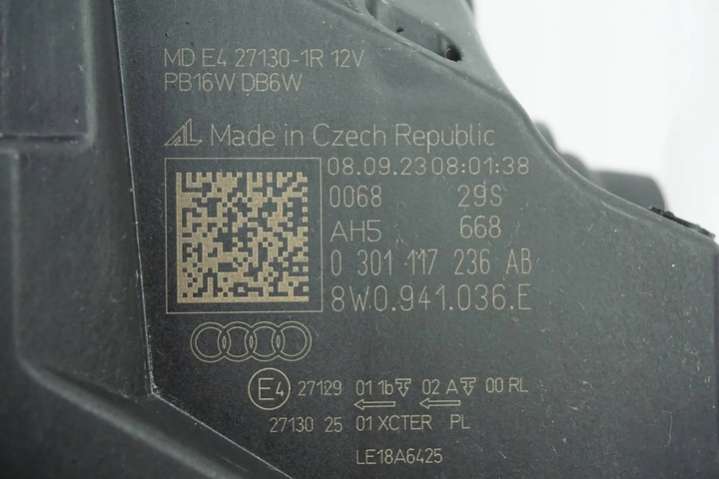 MD E4 27130-1R 12V
PB16W DB6W
AL Made in Czech Republic
08.09.23 08:01:38
0068 29S
AH5 668
0 301 117 236 AB
8W0.941.036.E
E4 27129 01 1b 02 A 00 RL
27130 25 01 XCTER PL
LE18A6425